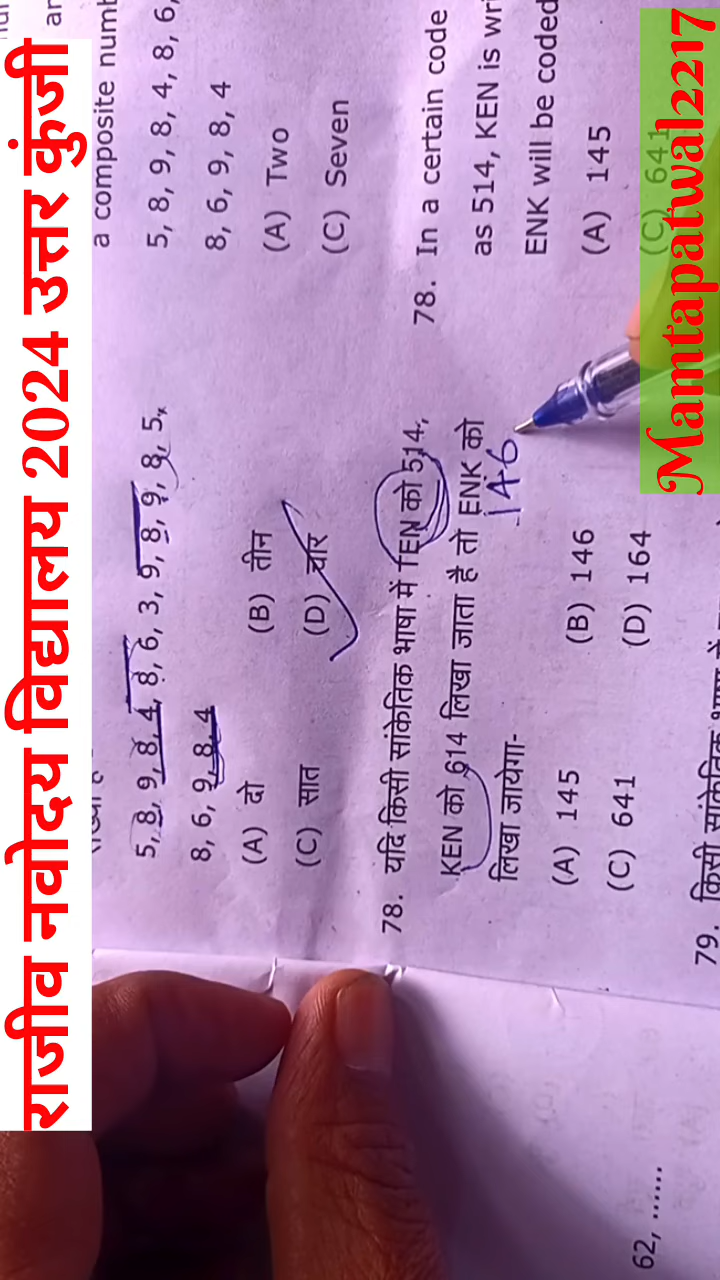 राजीव नवोदय विद्यालय 2024 उत्तर कुंजी
5, 8, 9, 8, 4, 8, 6, 3, 9, 8, 9, 8, 5,
8, 6, 9, 8, 4
(A) दो (B) तीन
(C) सात (D) चार
78. यदि किसी सांकेतिक भाषा में TEN को 514,
KEN को 614 लिखा जाता है तो ENK को
146
लिखा जायेगा-
(A) 145 (B) 146
(C) 641 (D) 164
79. किसी सांकेतिक भाषा में
62, ......
a composite numb
5, 8, 9, 8, 4, 8, 6,
8, 6, 9, 8, 4
(A) Two
(C) Seven
78. In a certain code
as 514, KEN is wri
ENK will be coded
(A) 145
(C) 641
Mamtapatwal2217